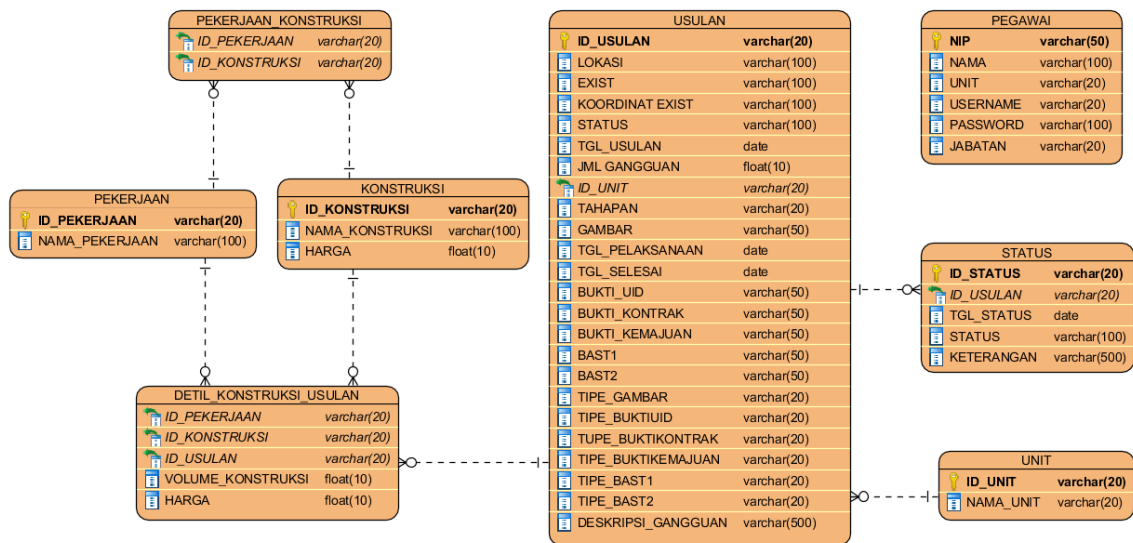 PEKERJAAN_KONSTRUKSI
ID_PEKERJAAN varchar(20)
ID_KONSTRUKSI varchar(20)
PEKERJAAN
ID_PEKERJAAN varchar(20)
NAMA_PEKERJAAN varchar(100)
KONSTRUKSI
ID_KONSTRUKSI varchar(20)
NAMA_KONSTRUKSI varchar(100)
HARGA float(10)
DETIL_KONSTRUKSI_USULAN
ID_PEKERJAAN varchar(20)
ID_KONSTRUKSI varchar(20)
ID_USULAN varchar(20)
VOLUME_KONSTRUKSI float(10)
HARGA float(10)
USULAN
ID_USULAN varchar(20)
LOKASI varchar(100)
EXIST varchar(100)
KOORDINAT EXIST varchar(100)
STATUS varchar(100)
TGL_USULAN date
JML GANGGUAN float(10)
ID_UNIT varchar(20)
TAHAPAN varchar(20)
GAMBAR varchar(50)
TGL_PELAKSANAAN date
TGL_SELESAI date
BUKTI_UID varchar(50)
BUKTI_KONTRAK varchar(50)
BUKTI_KEMAJUAN varchar(50)
BAST1 varchar(50)
BAST2 varchar(50)
TIPE_GAMBAR varchar(20)
TIPE_BUKTIUID varchar(20)
TUPE_BUKTIKONTRAK varchar(20)
TIPE_BUKTIKEMAJUAN varchar(20)
TIPE_BAST1 varchar(20)
TIPE_BAST2 varchar(20)
DESKRIPSI_GANGGUAN varchar(500)
PEGAWAI
NIP varchar(50)
NAMA varchar(100)
UNIT varchar(20)
USERNAME varchar(20)
PASSWORD varchar(100)
JABATAN varchar(20)
STATUS
ID_STATUS varchar(20)
ID_USULAN varchar(20)
TGL_STATUS date
STATUS varchar(100)
KETERANGAN varchar(500)
UNIT
ID_UNIT varchar(20)
NAMA_UNIT varchar(20)